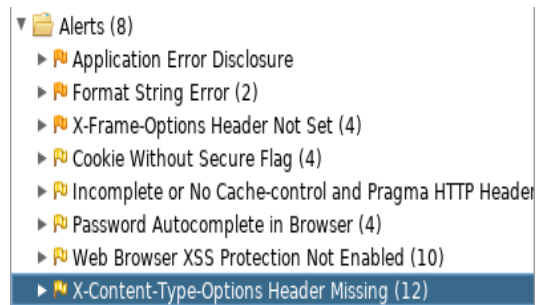 Alerts (8)
Application Error Disclosure
Format String Error (2)
X-Frame-Options Header Not Set (4)
Cookie Without Secure Flag (4)
Incomplete or No Cache-control and Pragma HTTP Header
Password Autocomplete in Browser (4)
Web Browser XSS Protection Not Enabled (10)
X-Content-Type-Options Header Missing (12)